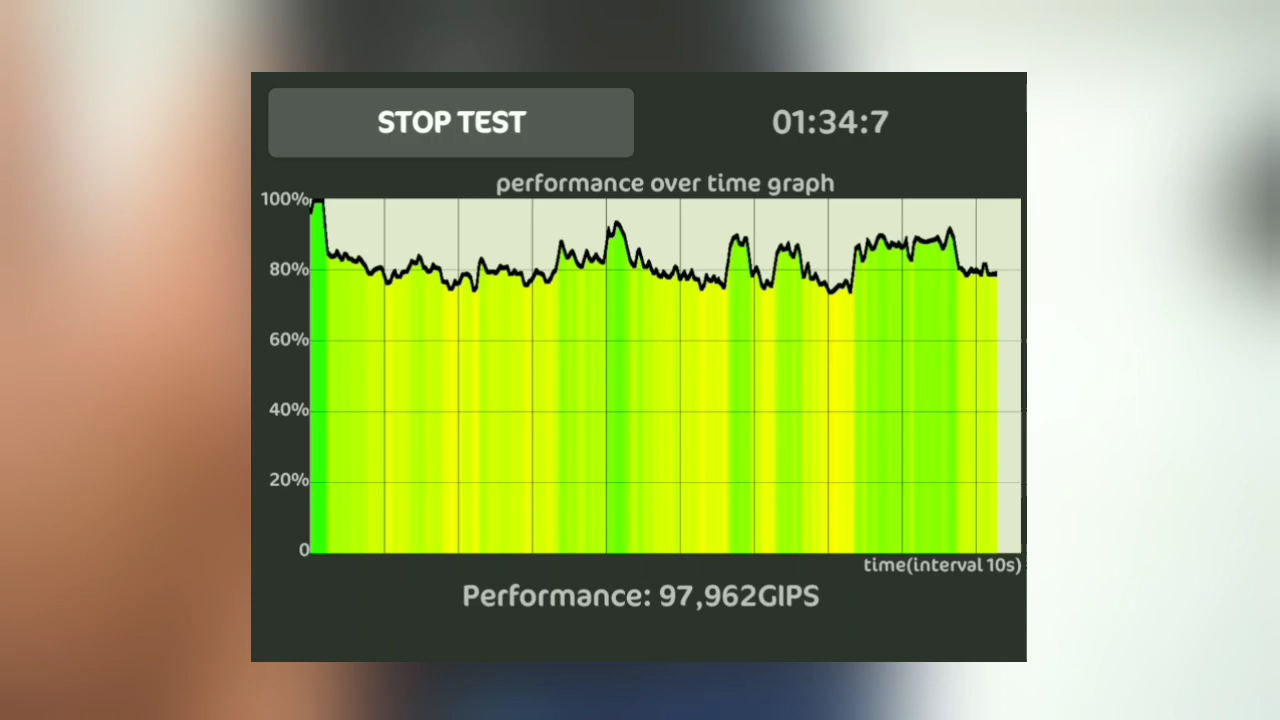 STOP TEST
01:34:7
performance over time graph
100%
80%
60%
40%
20%
0
time(interval 10s)
Performance: 97,962GIPS